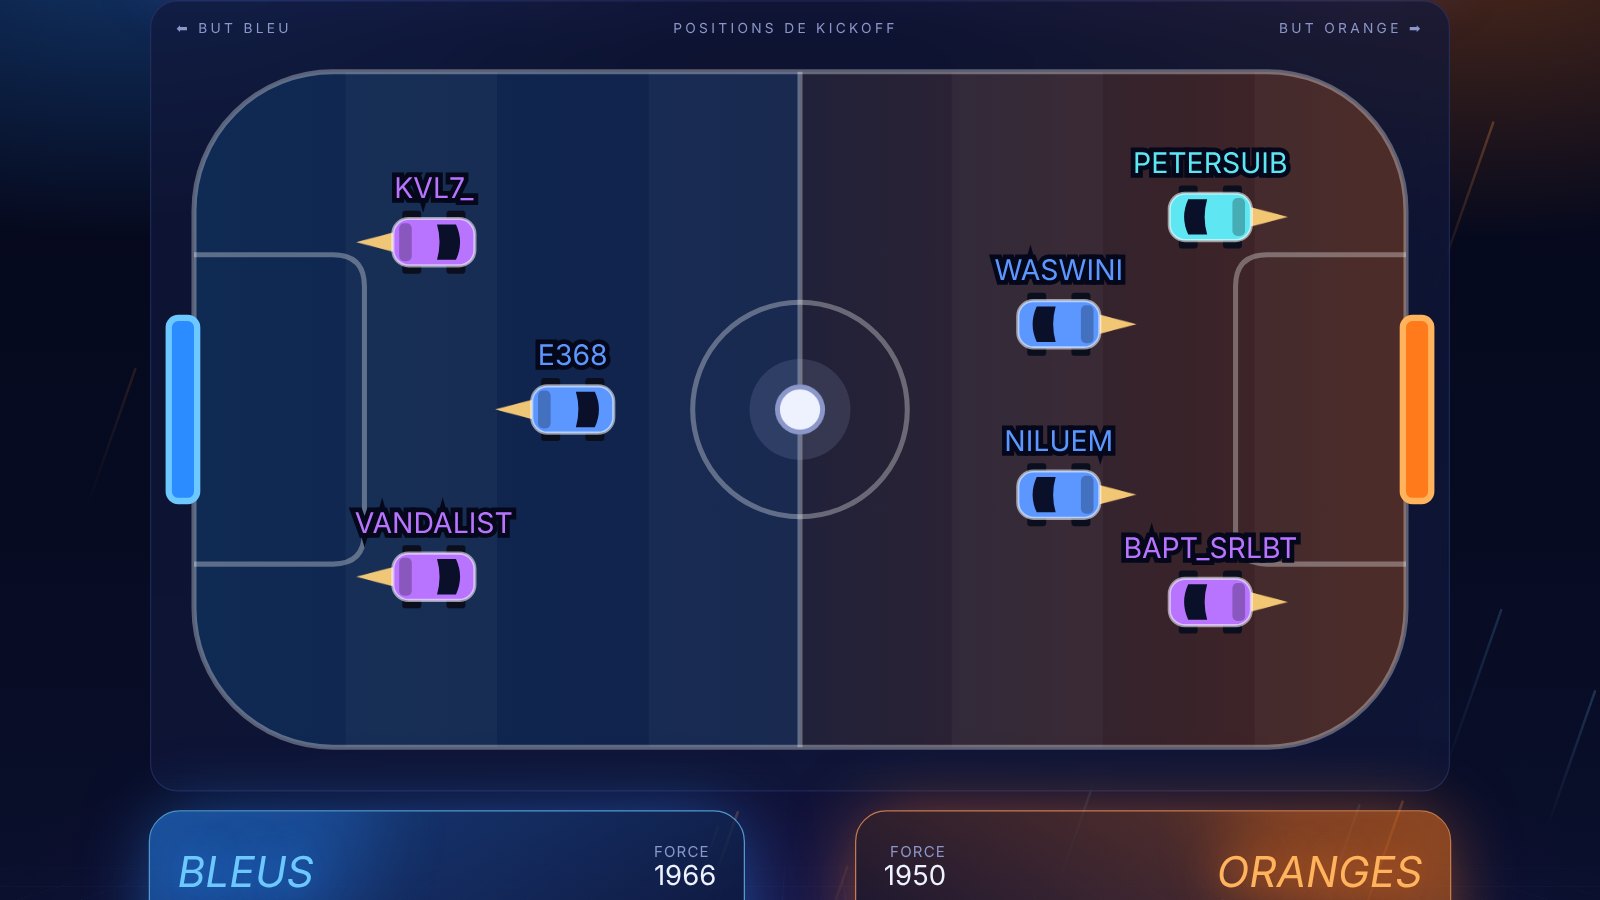 ⬅ BUT BLEU
POSITIONS DE KICKOFF
BUT ORANGE ➡
KVL7_
PETERSUIB
WASWINI
E368
NILUEM
VANDALIST
BAPT_SRLBT
BLEUS
FORCE
1966
FORCE
1950
ORANGES